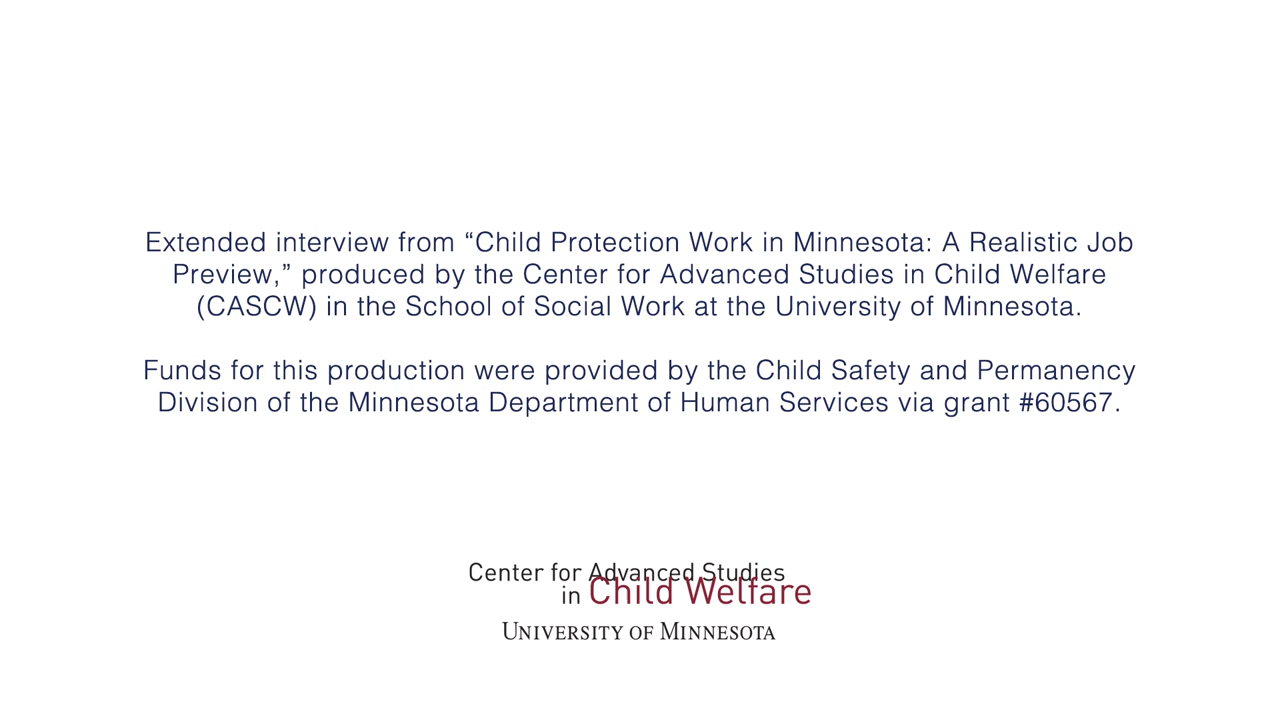 Extended interview from “Child Protection Work in Minnesota: A Realistic Job
Preview,” produced by the Center for Advanced Studies in Child Welfare
(CASCW) in the School of Social Work at the University of Minnesota.
Funds for this production were provided by the Child Safety and Permanency
Division of the Minnesota Department of Human Services via grant #60567.
Center for Advanced Studies
in Child Welfare
UNIVERSITY OF MINNESOTA